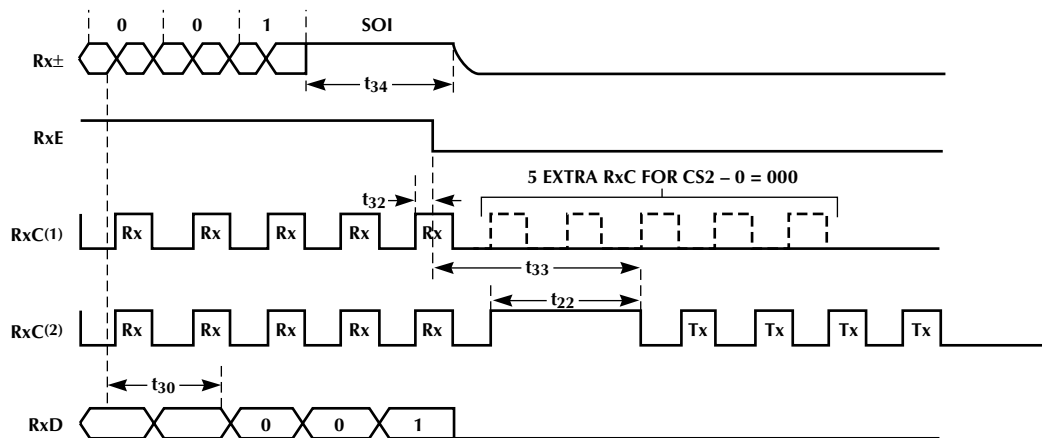 0 0 1 SOI
Rx±
t34
RxE
5 EXTRA RxC FOR CS2 – 0 = 000
t32
RxC(1) Rx Rx Rx Rx Rx
t33
t22
RxC(2) Rx Rx Rx Rx Rx Tx Tx Tx Tx
t30
RxD 0 0 1